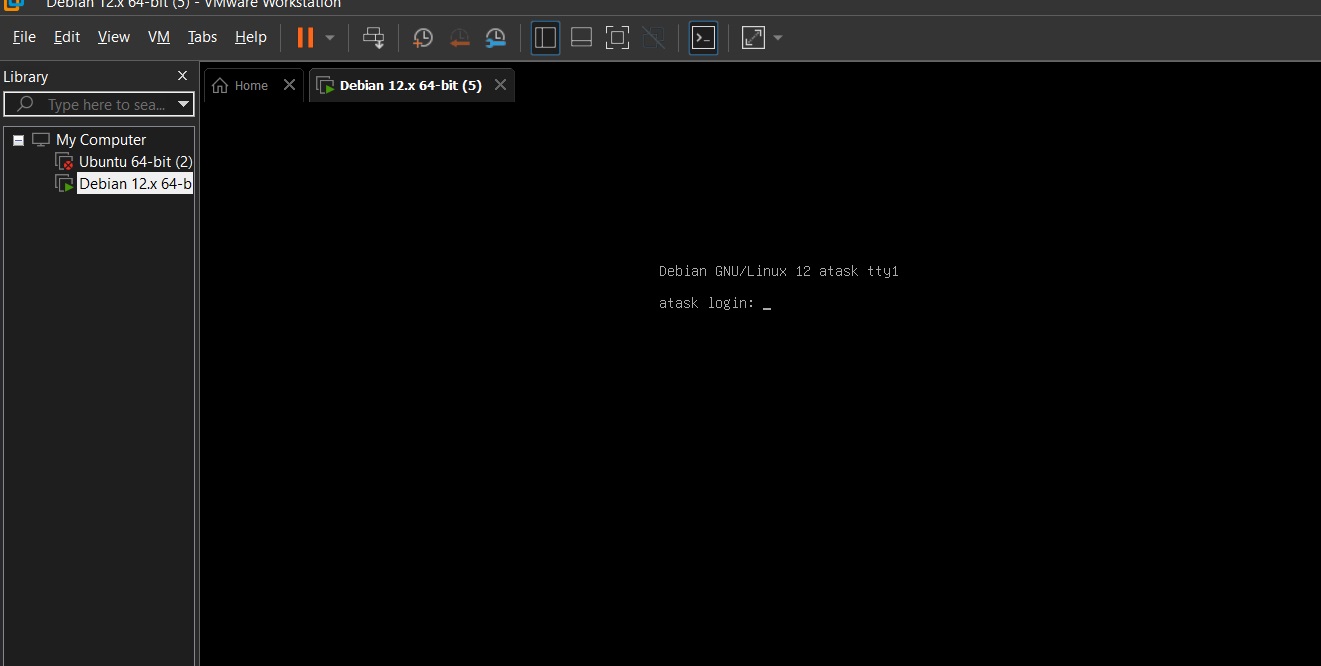 Debian 12.x 64-bit (5) - VMware Workstation
File Edit View VM Tabs Help
Library
Home
Debian 12.x 64-bit (5)
Type here to sea...
My Computer
Ubuntu 64-bit (2)
Debian 12.x 64-b
Debian GNU/Linux 12 atask tty1
atask login: _